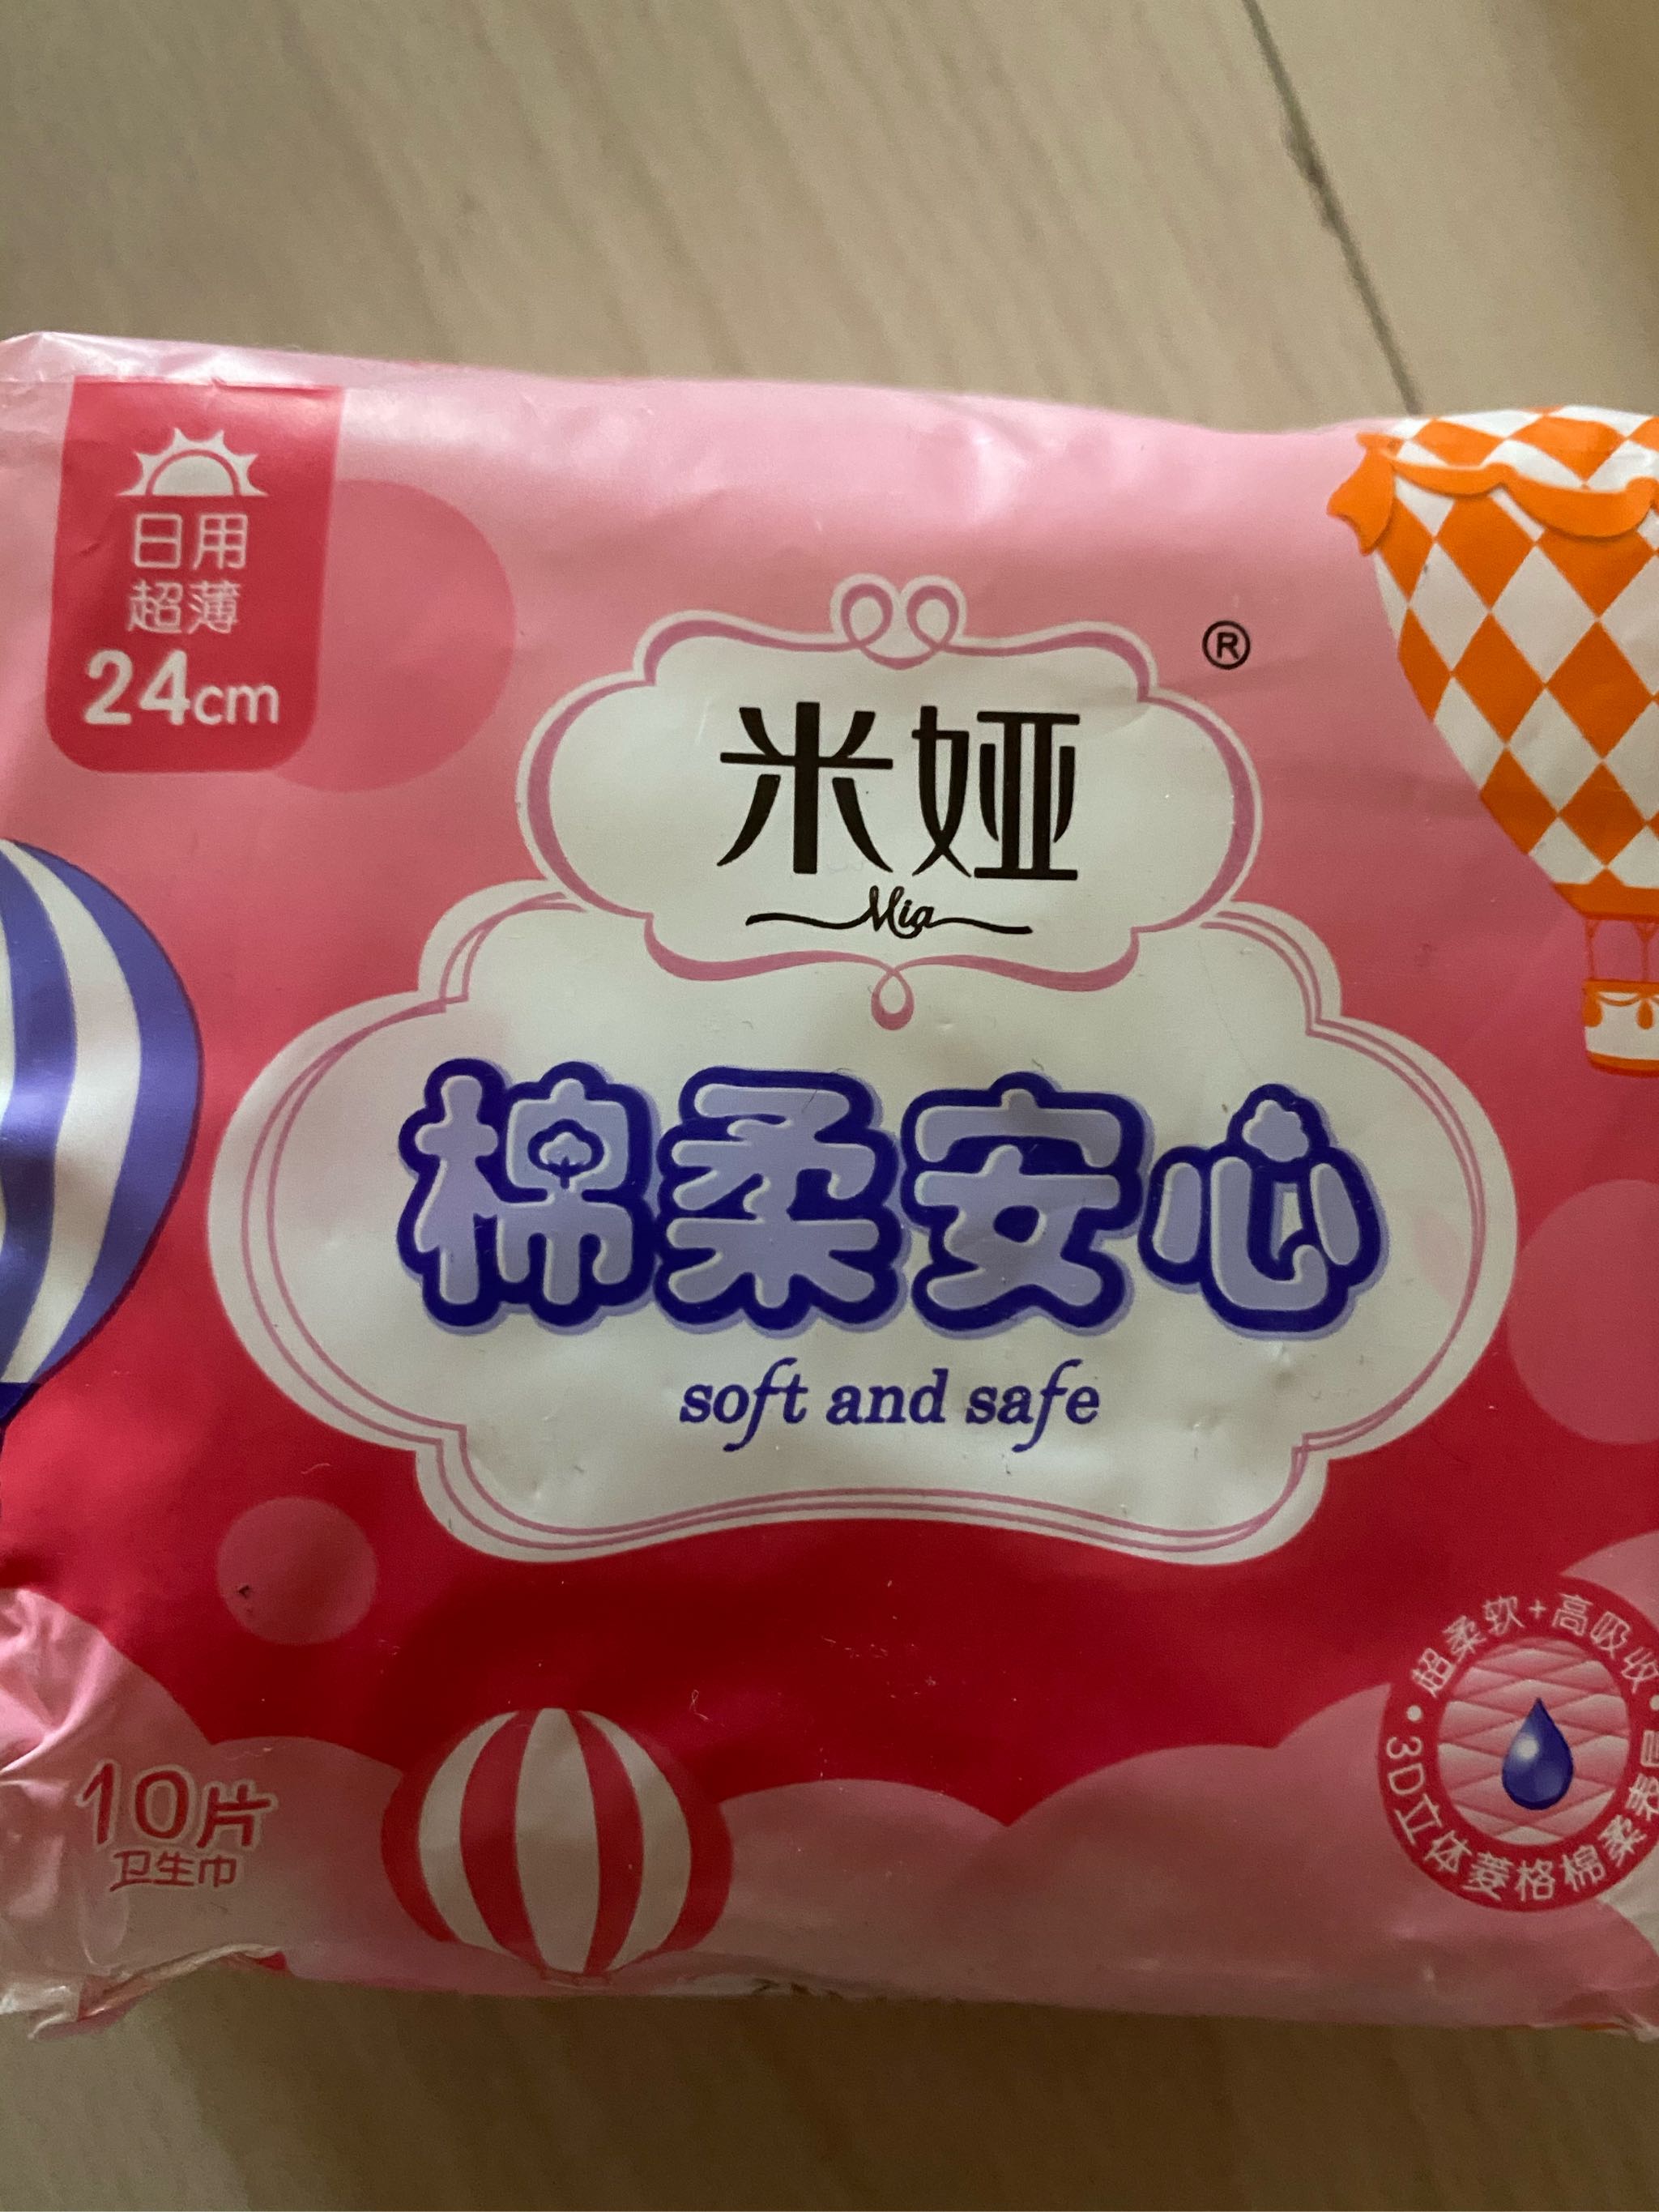 日用
超薄
24cm
®
米娅
Mia
棉柔安心
soft and safe
10片
卫生巾
超柔软+高吸收
3D立体菱格棉柔表层